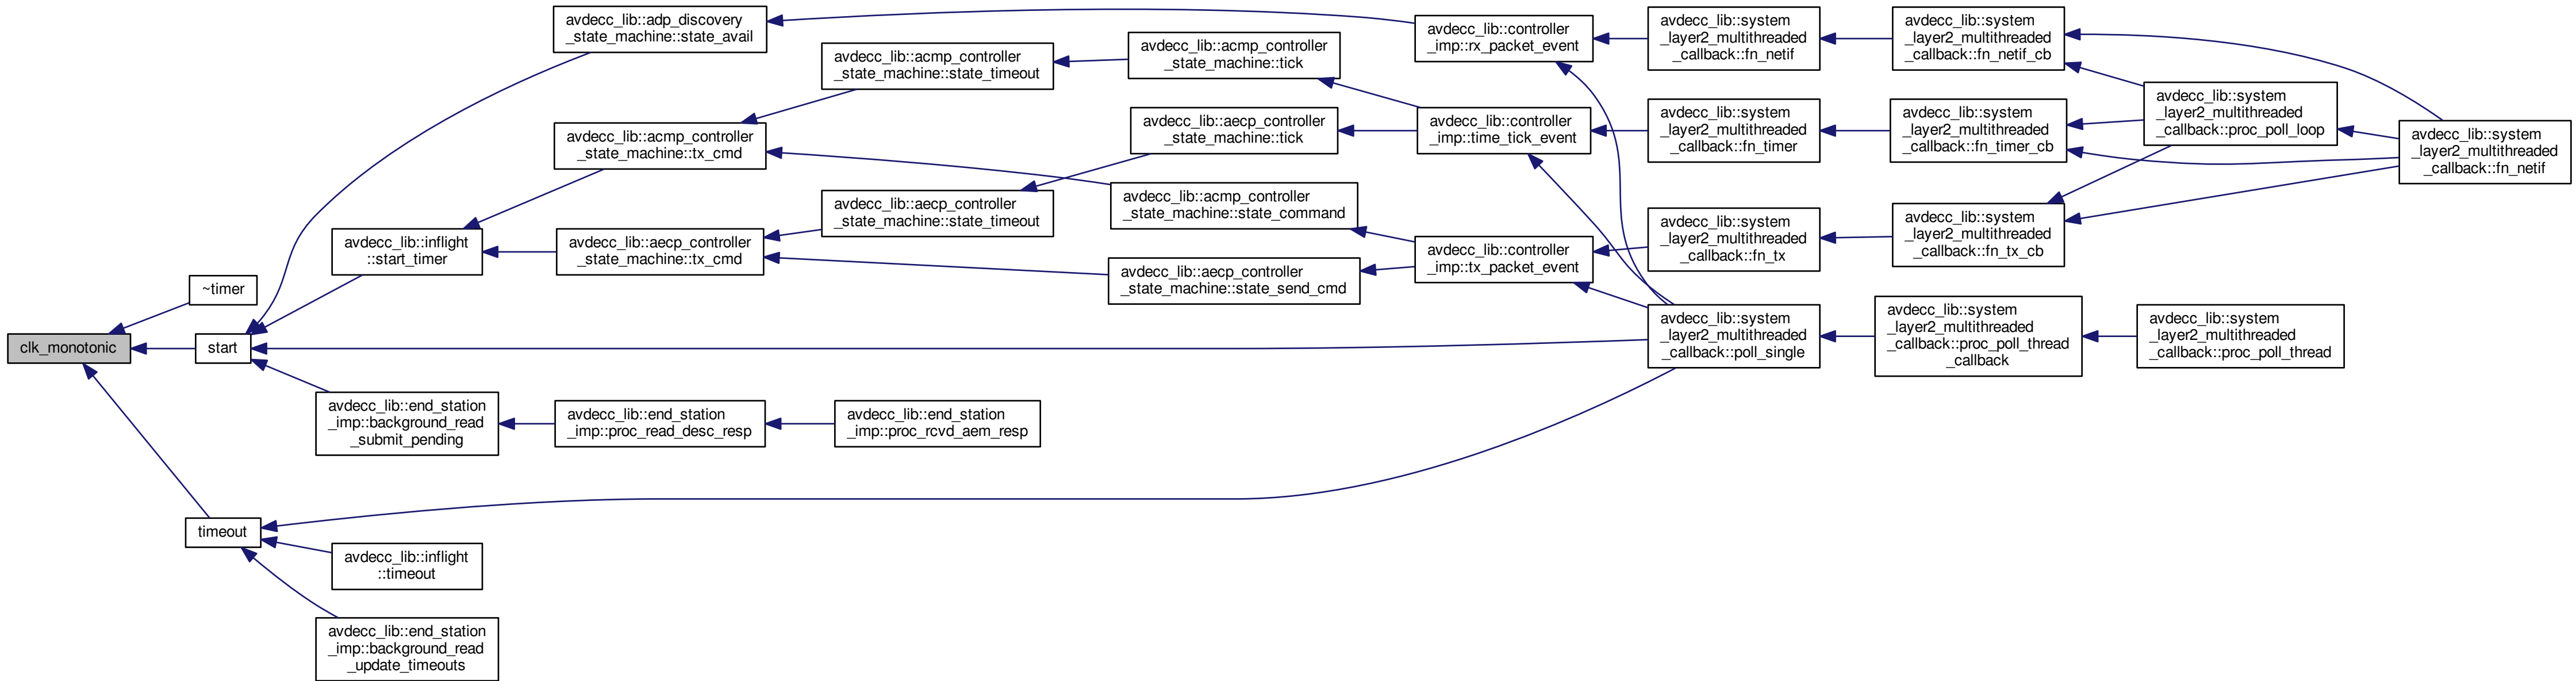 avdecc_lib::adp_discovery
_state_machine::state_avail
avdecc_lib::controller
_imp::rx_packet_event
avdecc_lib::system
_layer2_multithreaded
_callback::fn_netif
avdecc_lib::system
_layer2_multithreaded
_callback::fn_netif_cb
avdecc_lib::acmp_controller
_state_machine::state_timeout
avdecc_lib::acmp_controller
_state_machine::tick
avdecc_lib::system
_layer2_multithreaded
_callback::proc_poll_loop
avdecc_lib::acmp_controller
_state_machine::tx_cmd
avdecc_lib::aecp_controller
_state_machine::tick
avdecc_lib::controller
_imp::time_tick_event
avdecc_lib::system
_layer2_multithreaded
_callback::fn_timer
avdecc_lib::system
_layer2_multithreaded
_callback::fn_timer_cb
avdecc_lib::system
_layer2_multithreaded
_callback::fn_netif
avdecc_lib::aecp_controller
_state_machine::state_timeout
avdecc_lib::acmp_controller
_state_machine::state_command
avdecc_lib::inflight
::start_timer
avdecc_lib::aecp_controller
_state_machine::tx_cmd
avdecc_lib::aecp_controller
_state_machine::state_send_cmd
avdecc_lib::controller
_imp::tx_packet_event
avdecc_lib::system
_layer2_multithreaded
_callback::fn_tx
avdecc_lib::system
_layer2_multithreaded
_callback::fn_tx_cb
~timer
clk_monotonic
start
avdecc_lib::system
_layer2_multithreaded
_callback::poll_single
avdecc_lib::system
_layer2_multithreaded
_callback::proc_poll_thread
_callback
avdecc_lib::system
_layer2_multithreaded
_callback::proc_poll_thread
avdecc_lib::end_station
_imp::background_read
_submit_pending
avdecc_lib::end_station
_imp::proc_read_desc_resp
avdecc_lib::end_station
_imp::proc_rcvd_aem_resp
timeout
avdecc_lib::inflight
::timeout
avdecc_lib::end_station
_imp::background_read
_update_timeouts